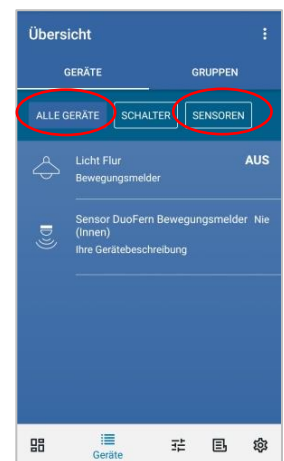 Übersicht
GERÄTE GRUPPEN
ALLE GERÄTE SCHALTER SENSOREN
Licht Flur AUS
Bewegungsmelder
Sensor DuoFern Bewegungsmelder Nie
(Innen)
Ihre Gerätebeschreibung
Geräte